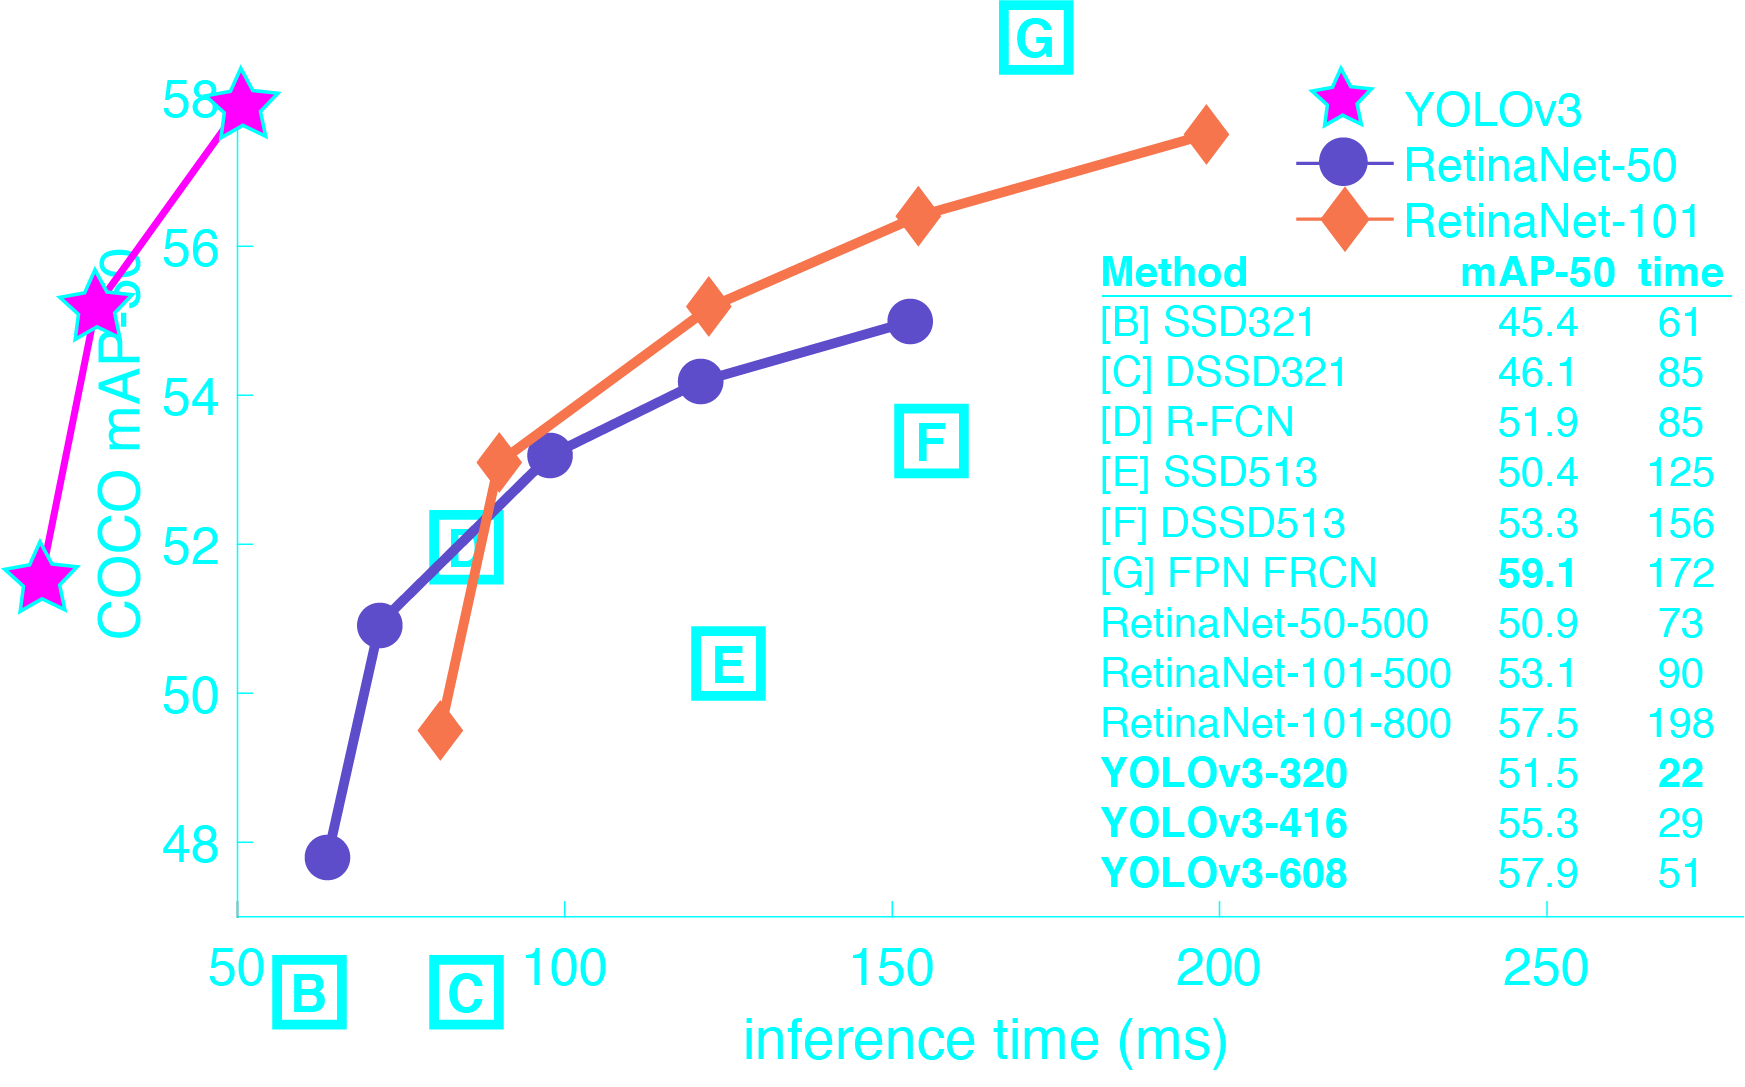 G
58
YOLOv3
RetinaNet-50
RetinaNet-101
56
COCO mAP-50
54
52
50
48
F
D
E
Method mAP-50 time
[B] SSD321 45.4 61
[C] DSSD321 46.1 85
[D] R-FCN 51.9 85
[E] SSD513 50.4 125
[F] DSSD513 53.3 156
[G] FPN FRCN 59.1 172
RetinaNet-50-500 50.9 73
RetinaNet-101-500 53.1 90
RetinaNet-101-800 57.5 198
YOLOv3-320 51.5 22
YOLOv3-416 55.3 29
YOLOv3-608 57.9 51
50 100 150 200 250
B C
inference time (ms)